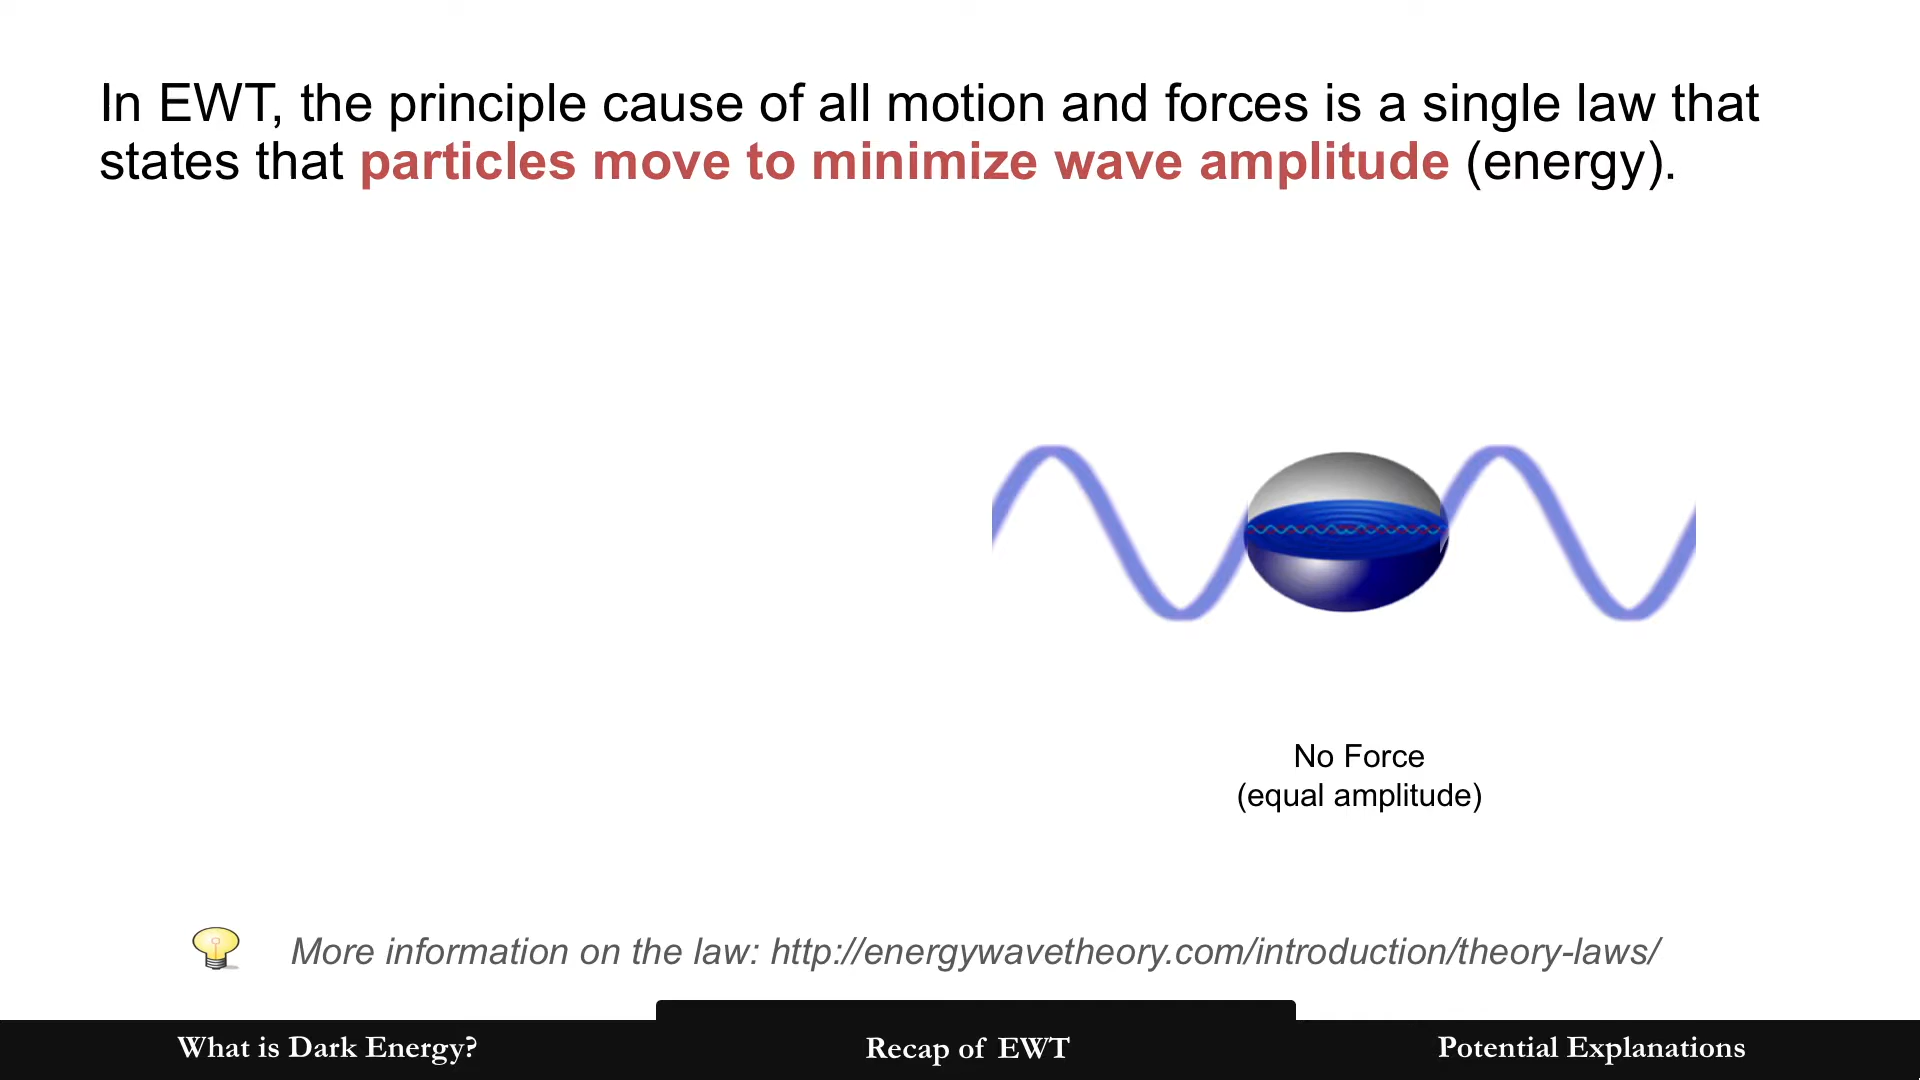 In EWT, the principle cause of all motion and forces is a single law that
states that particles move to minimize wave amplitude (energy).
No Force
(equal amplitude)
More information on the law: http://energywavetheory.com/introduction/theory-laws/
What is Dark Energy?
Recap of EWT
Potential Explanations